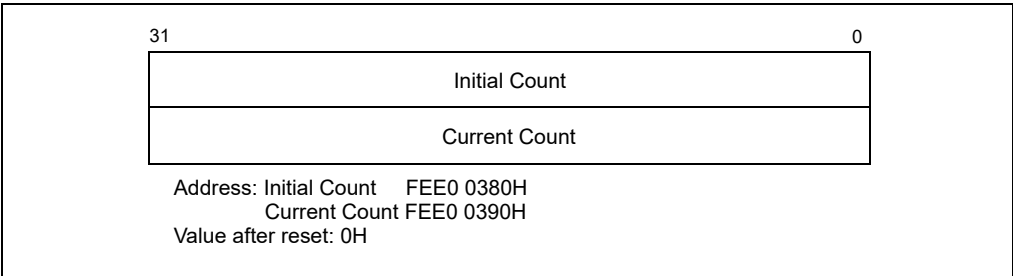 31 0
Initial Count
Current Count
Address: Initial Count FEE0 0380H
Current Count FEE0 0390H
Value after reset: 0H